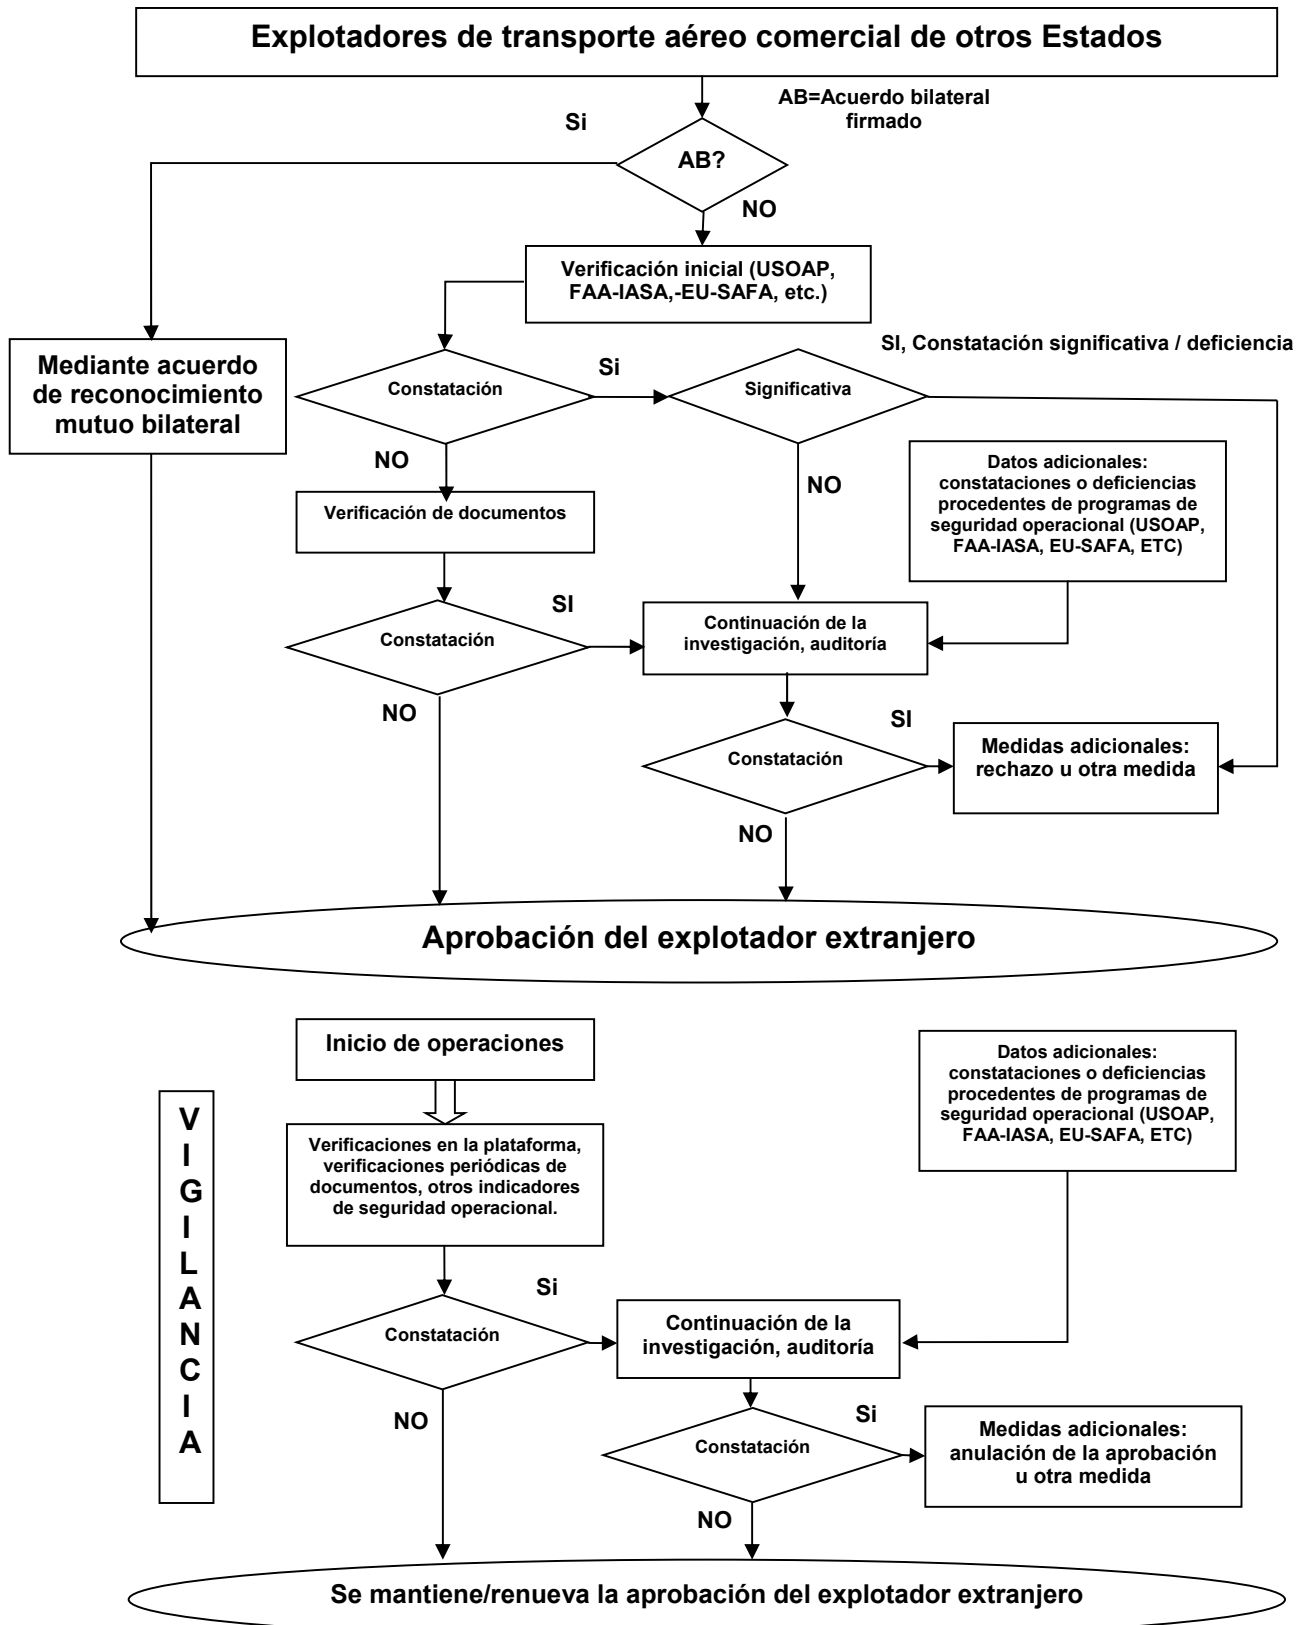 Explotadores de transporte aéreo comercial de otros Estados
AB=Acuerdo bilateral
firmado
Si
AB?
NO
Verificación inicial (USOAP,
FAA-IASA,-EU-SAFA, etc.)
Mediante acuerdo
de reconocimiento
mutuo bilateral
SI, Constatación significativa / deficiencia
Constatación
Si
Significativa
NO
NO
Datos adicionales:
constataciones o deficiencias
procedentes de programas de
seguridad operacional (USOAP,
FAA-IASA, EU-SAFA, ETC)
Verificación de documentos
Constatación
SI
Continuación de la
investigación, auditoría
NO
Constatación
SI
Medidas adicionales:
rechazo u otra medida
NO
Aprobación del explotador extranjero
V
I
G
I
L
A
N
C
I
A
Inicio de operaciones
Verificaciones en la plataforma,
verificaciones periódicas de
documentos, otros indicadores
de seguridad operacional.
Datos adicionales:
constataciones o deficiencias
procedentes de programas de
seguridad operacional (USOAP,
FAA-IASA, EU-SAFA, ETC)
Constatación
Si
Continuación de la
investigación, auditoría
NO
Constatación
Si
Medidas adicionales:
anulación de la aprobación
u otra medida
NO
Se mantiene/renueva la aprobación del explotador extranjero